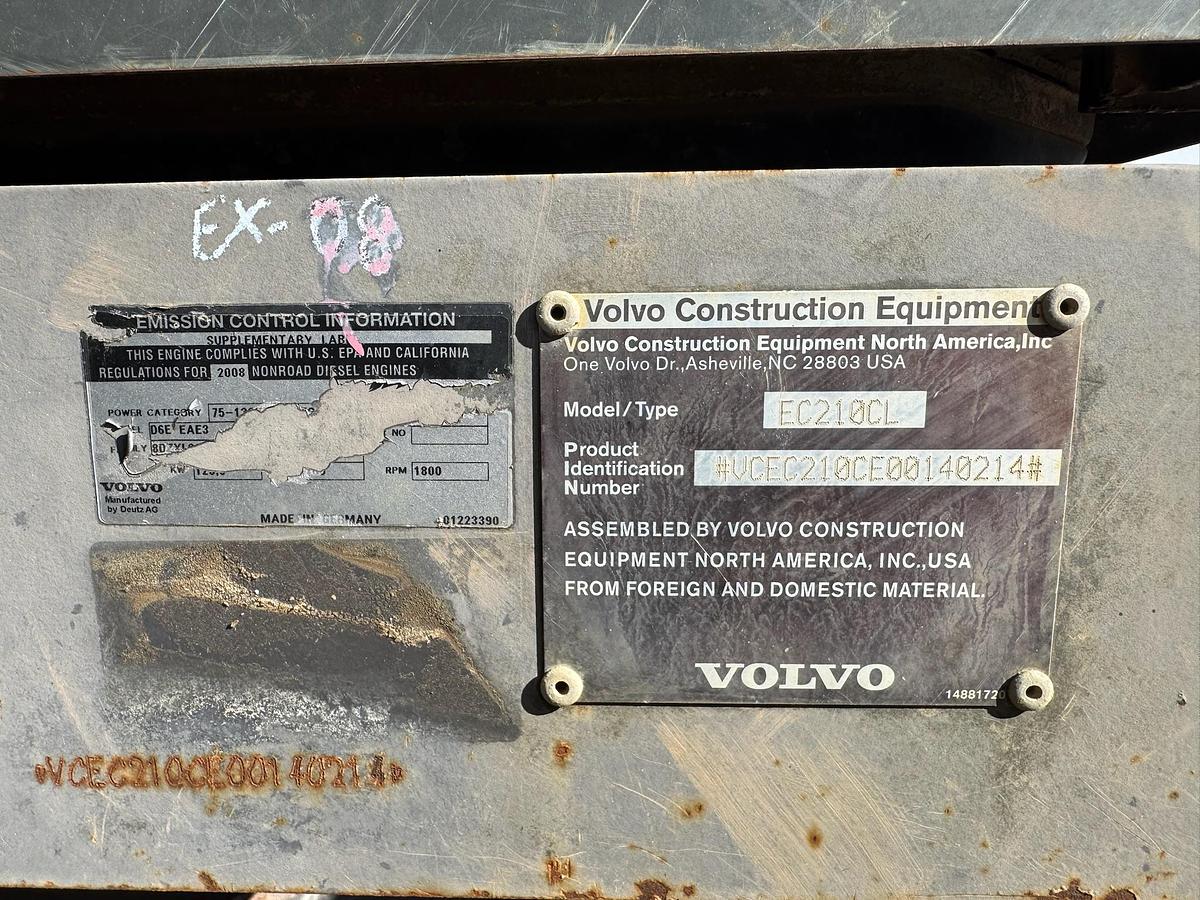 EX-08
EMISSION CONTROL INFORMATION
SUPPLEMENTARY LABEL
THIS ENGINE COMPLIES WITH U.S. EPA AND CALIFORNIA
REGULATIONS FOR 2008 NONROAD DIESEL ENGINES
POWER CATEGORY
D6E EAE3
NO
KW
RPM 1800
VOLVO
Manufactured
by Deutz AG
MADE IN GERMANY
01223390
Volvo Construction Equipment
Volvo Construction Equipment North America,Inc
One Volvo Dr.,Asheville,NC 28803 USA
Model/Type
EC210CL
Product
Identification
Number
#VCEC210CE00140214#
ASSEMBLED BY VOLVO CONSTRUCTION
EQUIPMENT NORTH AMERICA, INC.,USA
FROM FOREIGN AND DOMESTIC MATERIAL.
VOLVO
14881720
VCEC210CE00140214